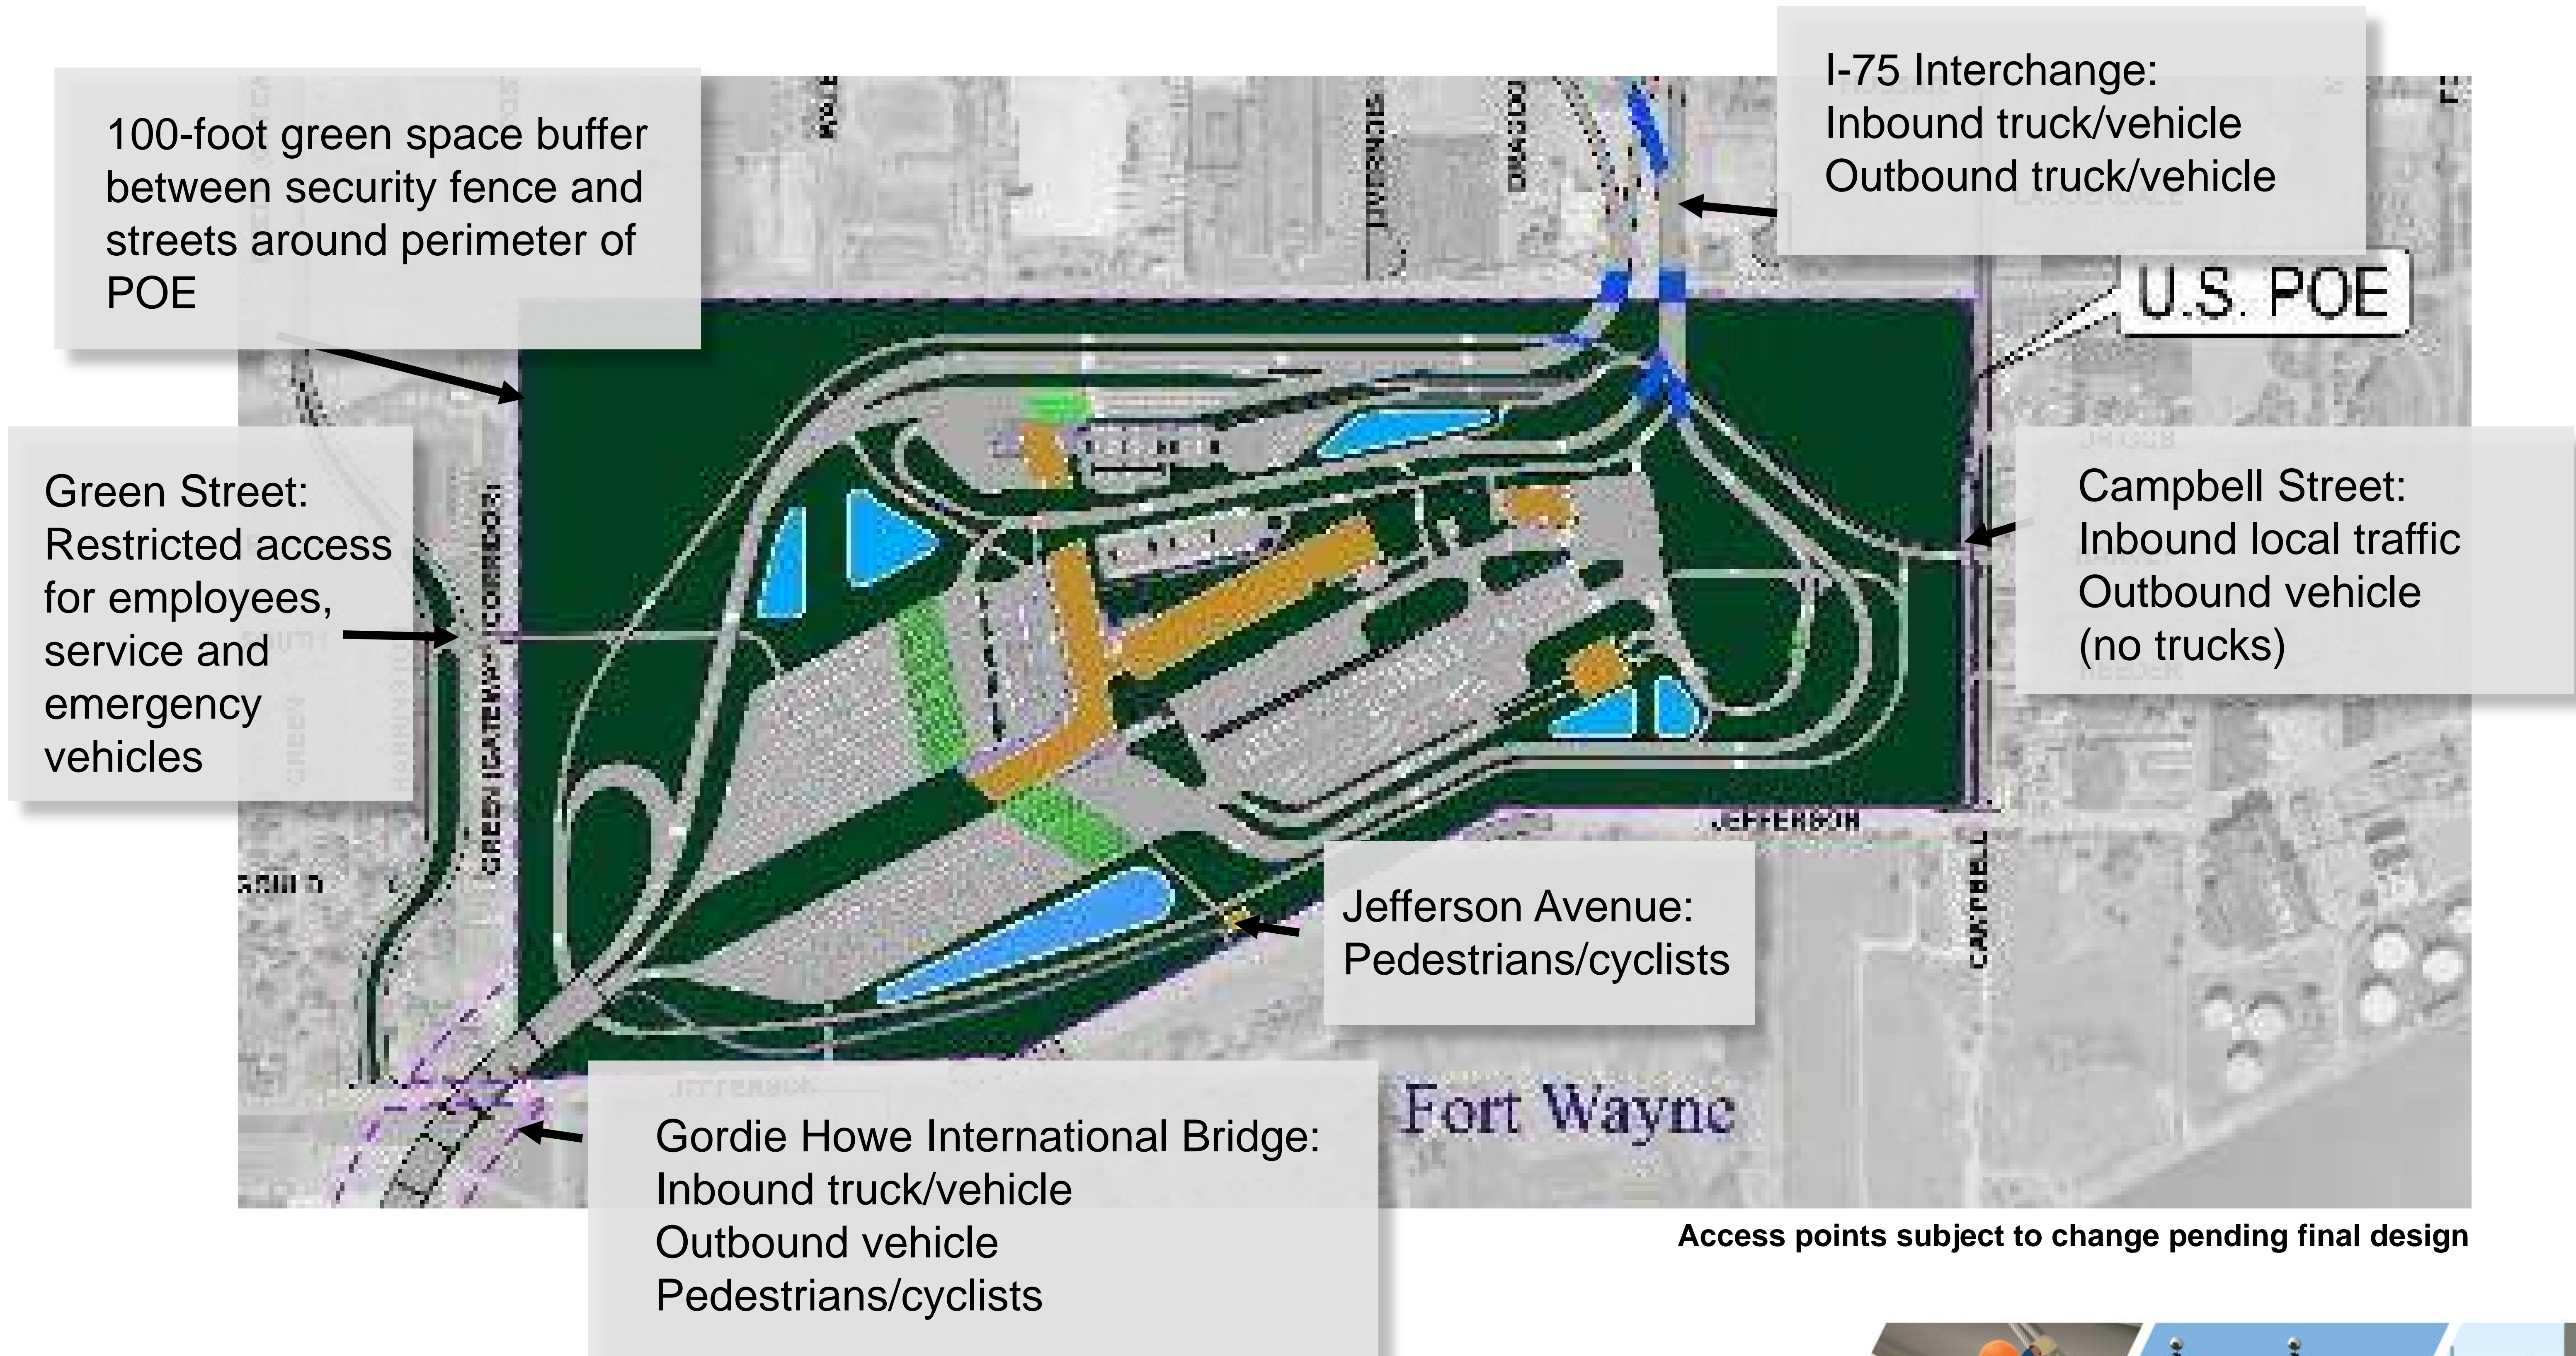 I-75 Interchange:
Inbound truck/vehicle
Outbound truck/vehicle
100-foot green space buffer
between security fence and
streets around perimeter of
POE
U.S. POE
Green Street:
Restricted access
for employees,
service and
emergency
vehicles
Campbell Street:
Inbound local traffic
Outbound vehicle
(no trucks)
GREEN (GATEWAY CORRIDOR)
JEFFERSON
CAMPBELL
Jefferson Avenue:
Pedestrians/cyclists
Fort Wayne
Gordie Howe International Bridge:
Inbound truck/vehicle
Outbound vehicle
Pedestrians/cyclists
Access points subject to change pending final design